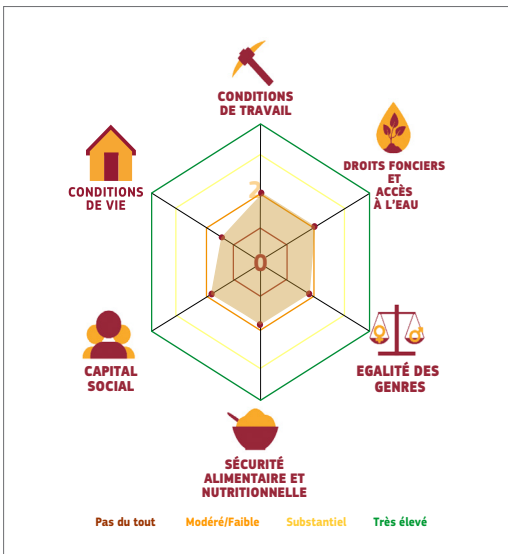 CONDITIONS
DE TRAVAIL
DROITS FONCIERS
ET
ACCÈS
À L'EAU
CONDITIONS
DE VIE
2
0
CAPITAL
SOCIAL
EGALITÉ DES
GENRES
SÉCURITÉ
ALIMENTAIRE ET
NUTRITIONNELLE
Pas du tout Modéré/Faible Substantiel Très élevé